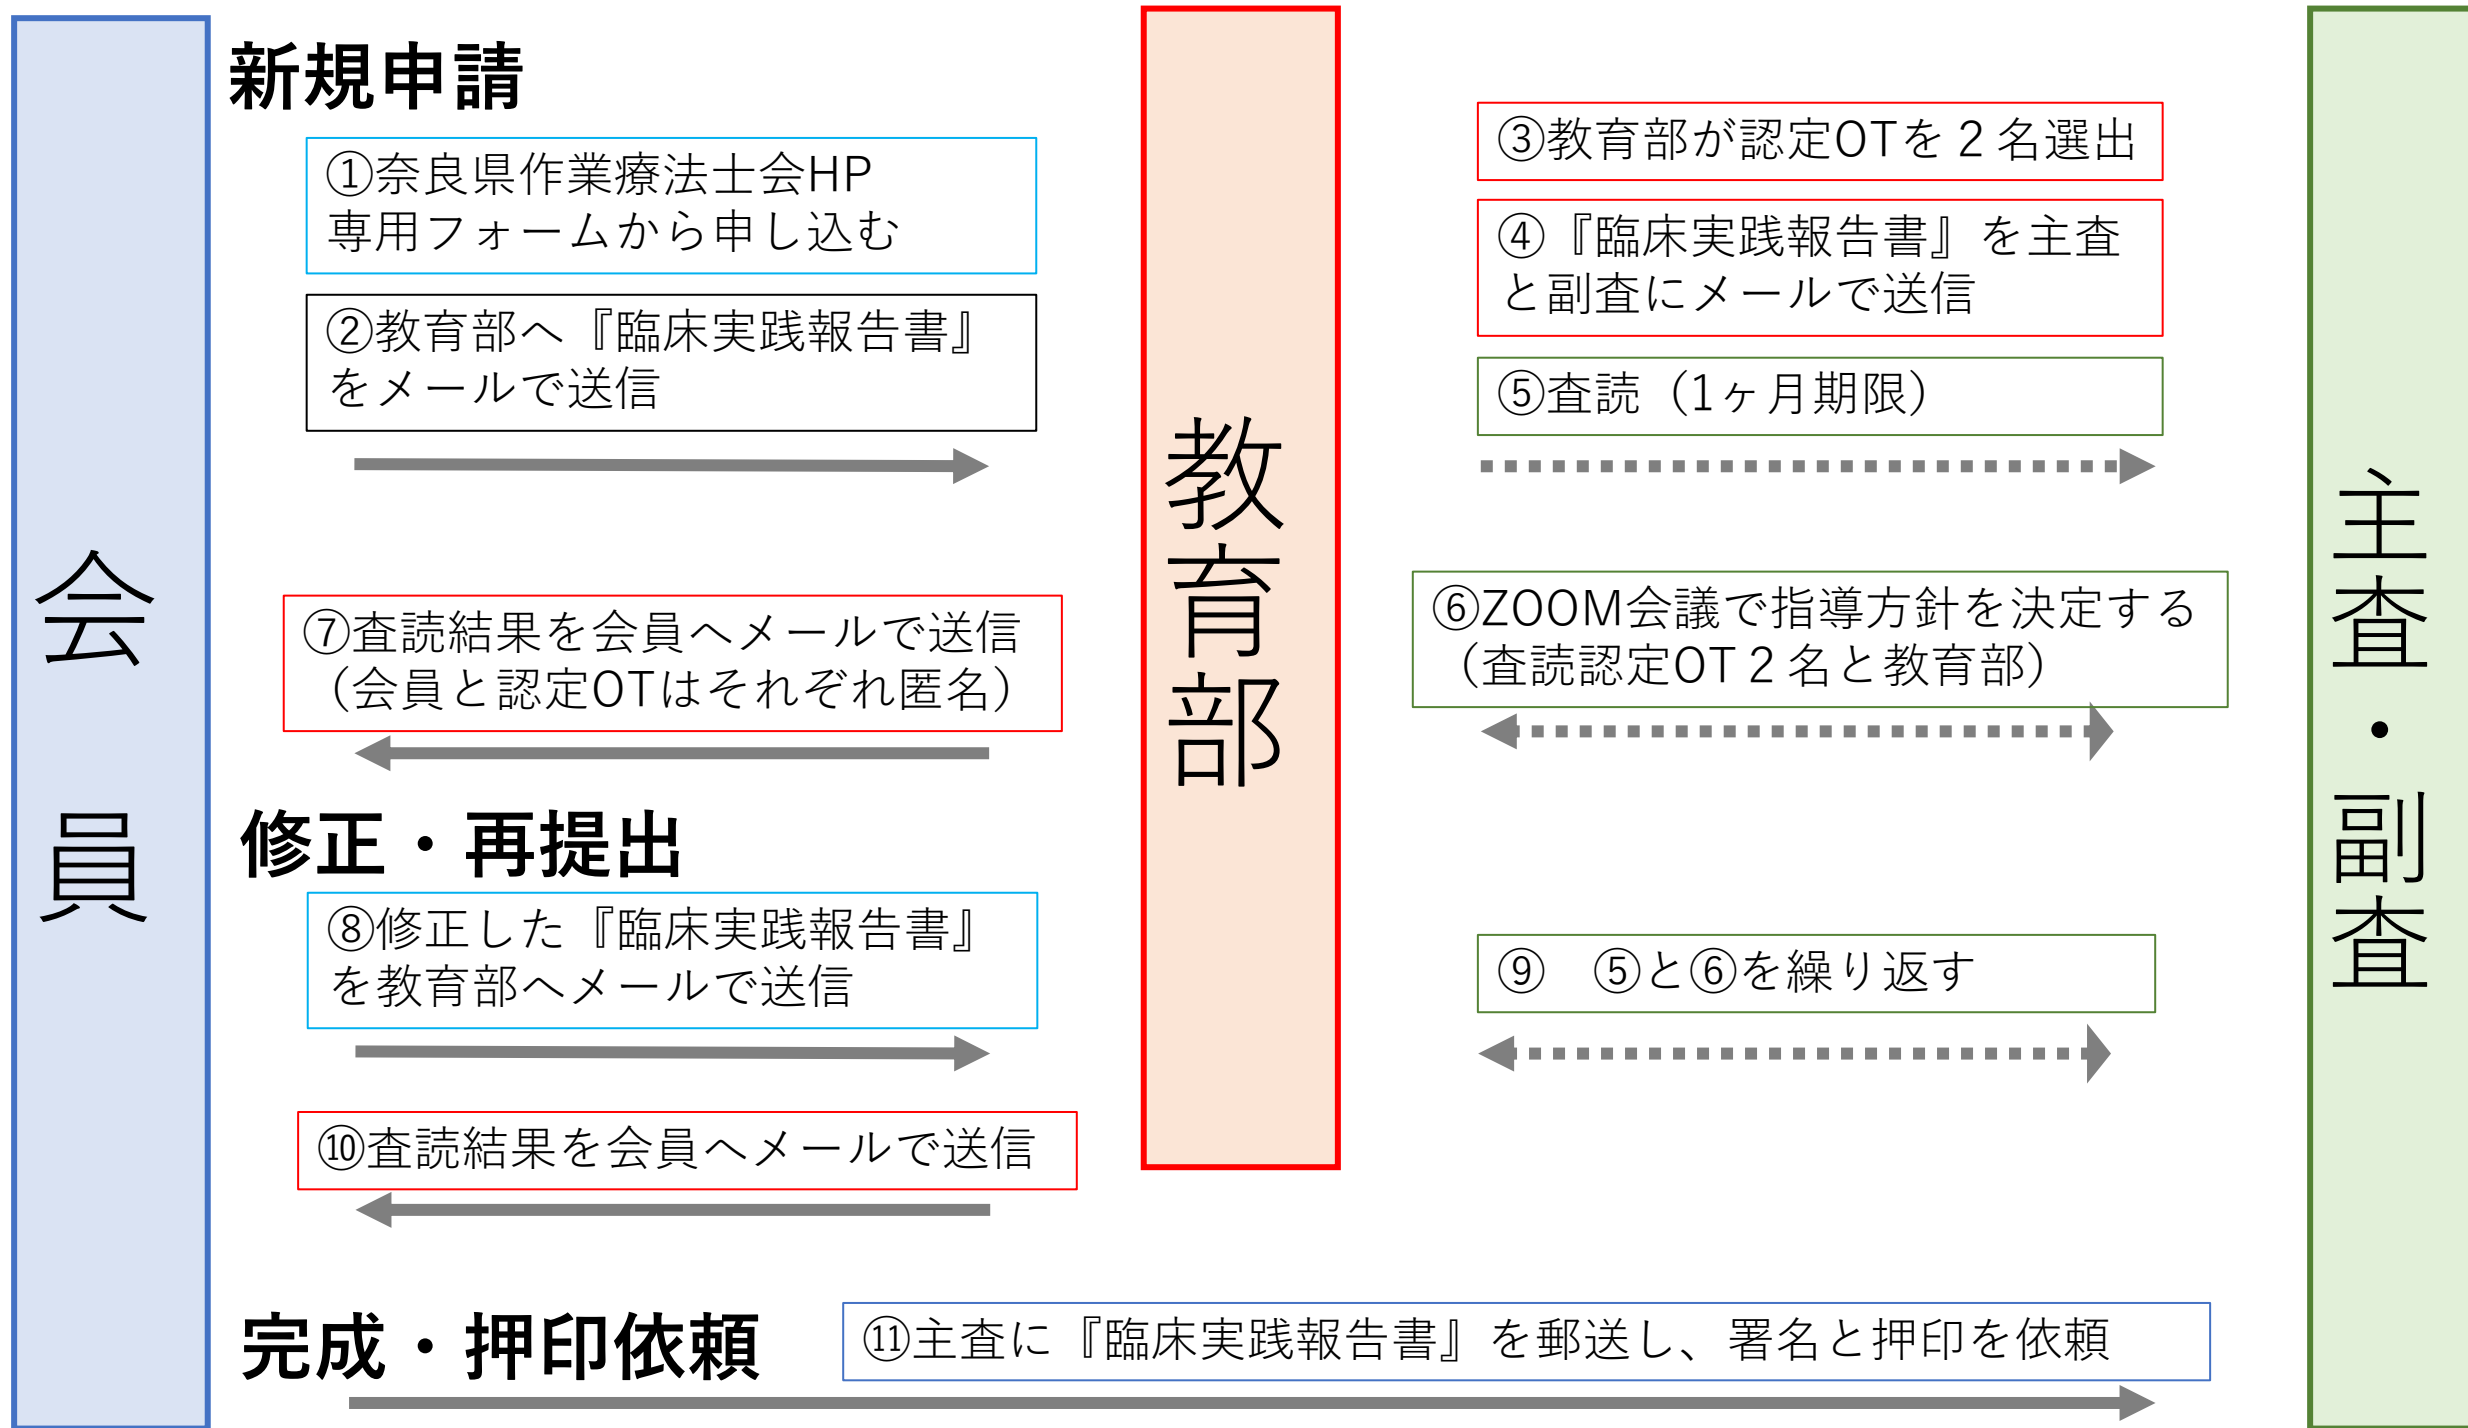 会員
新規申請
①奈良県作業療法士会HP
専用フォームから申し込む
②教育部へ『臨床実践報告書』
をメールで送信
教育部
③教育部が認定OTを２名選出
④『臨床実践報告書』を主査
と副査にメールで送信
⑤査読（1ヶ月期限）
主査・副査
⑥ZOOM会議で指導方針を決定する
（査読認定OT２名と教育部）
⑦査読結果を会員へメールで送信
（会員と認定OTはそれぞれ匿名）
修正・再提出
⑧修正した『臨床実践報告書』
を教育部へメールで送信
⑨　⑤と⑥を繰り返す
⑩査読結果を会員へメールで送信
完成・押印依頼
⑪主査に『臨床実践報告書』を郵送し、署名と押印を依頼